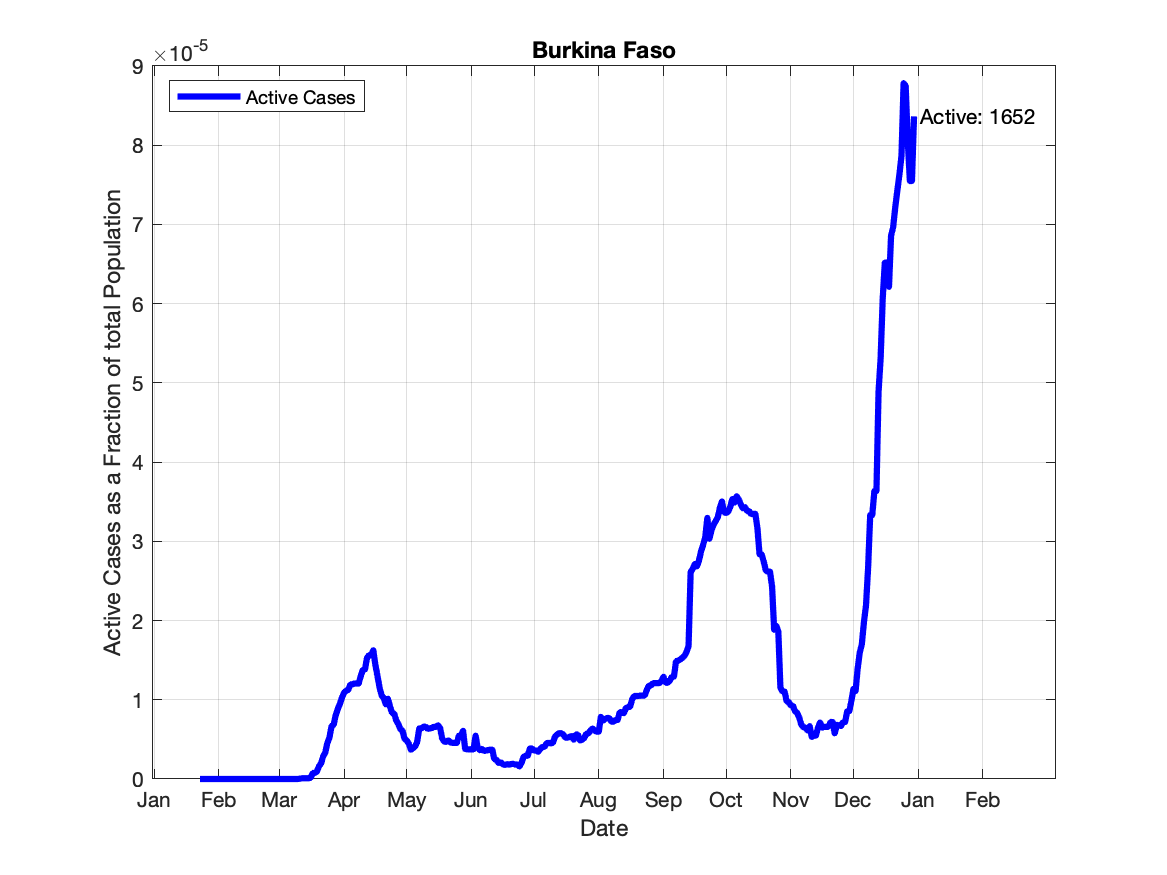 Burkina Faso
×10-5
Active Cases
Active: 1652
9
8
7
6
5
4
3
2
1
0
Active Cases as a Fraction of total Population
Jan Feb Mar Apr May Jun Jul Aug Sep Oct Nov Dec Jan Feb
Date